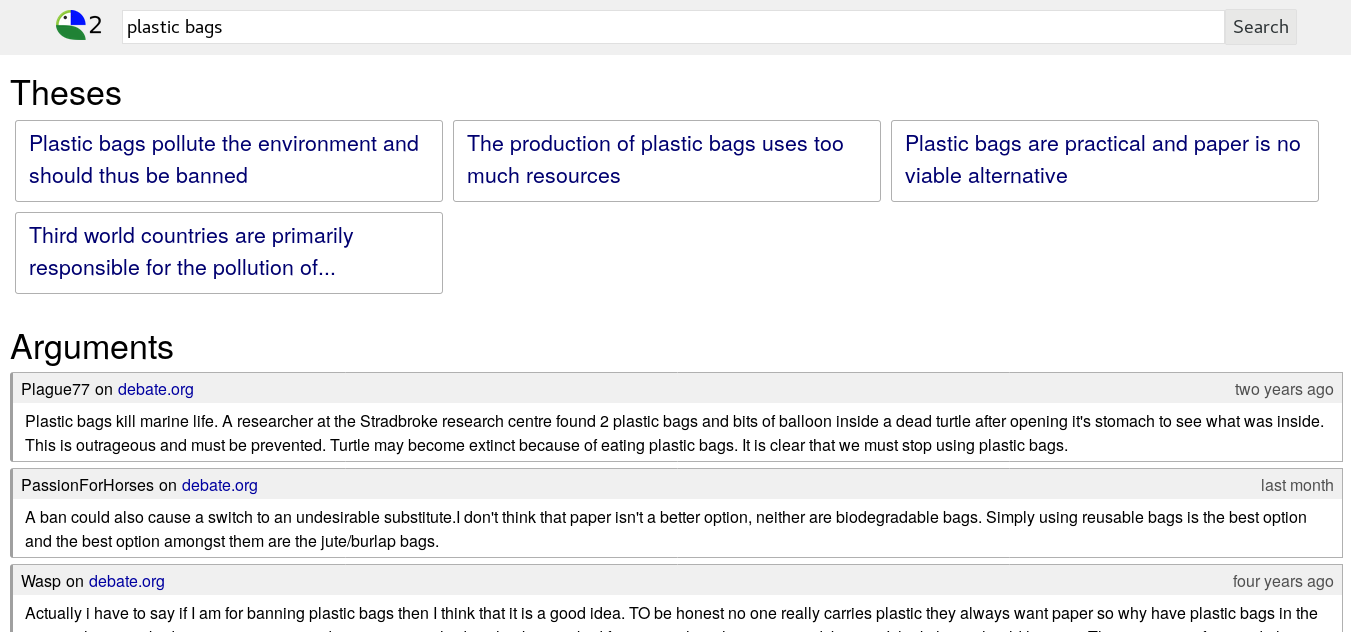 2
plastic bags
Search
Theses
Plastic bags pollute the environment and
should thus be banned
The production of plastic bags uses too
much resources
Plastic bags are practical and paper is no
viable alternative
Third world countries are primarily
responsible for the pollution of...
Arguments
Plague77 on debate.org
two years ago
Plastic bags kill marine life. A researcher at the Stradbroke research centre found 2 plastic bags and bits of balloon inside a dead turtle after opening it's stomach to see what was inside.
This is outrageous and must be prevented. Turtle may become extinct because of eating plastic bags. It is clear that we must stop using plastic bags.
PassionForHorses on debate.org
last month
A ban could also cause a switch to an undesirable substitute.I don't think that paper isn't a better option, neither are biodegradable bags. Simply using reusable bags is the best option
and the best option amongst them are the jute/burlap bags.
Wasp on debate.org
four years ago
Actually i have to say if I am for banning plastic bags then I think that it is a good idea. TO be honest no one really carries plastic they always want paper so why have plastic bags in the